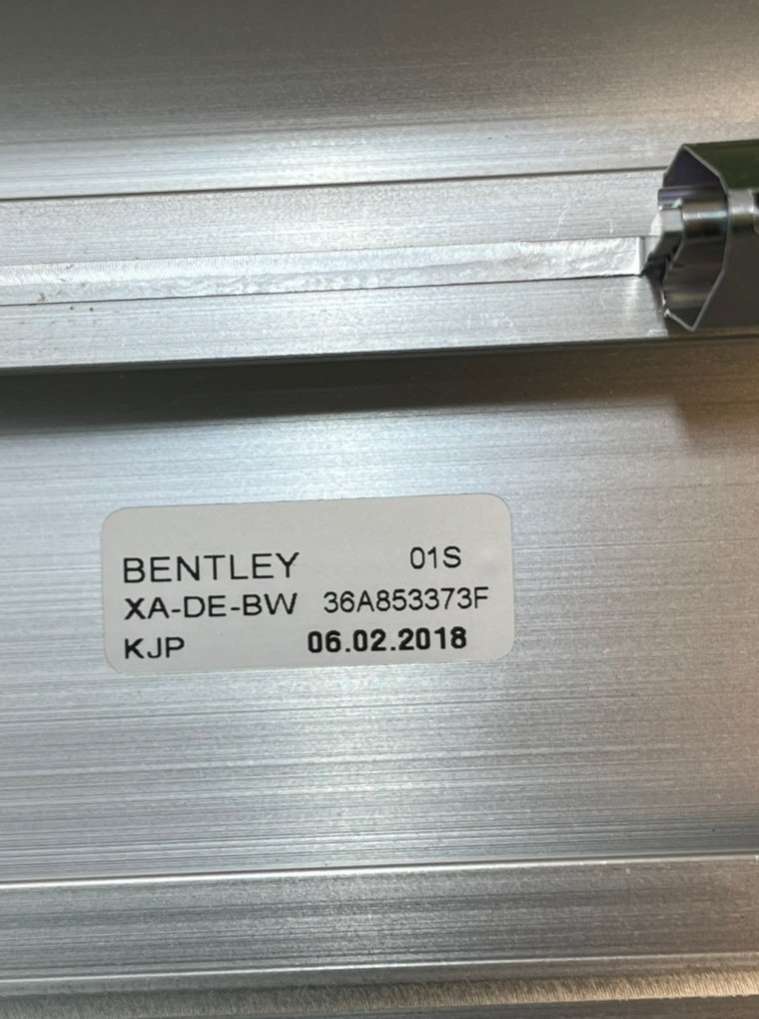 BENTLEY 01S
XA-DE-BW 36A853373F
KJP 06.02.2018